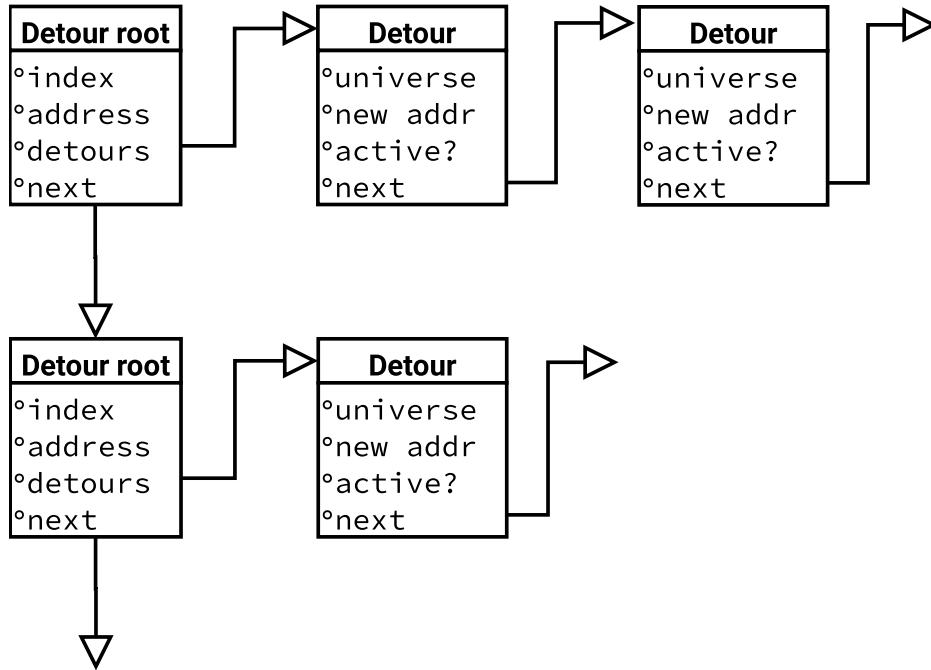 Detour root
°index
°address
°detours
°next
Detour
°universe
°new addr
°active?
°next
Detour
°universe
°new addr
°active?
°next
Detour root
°index
°address
°detours
°next
Detour
°universe
°new addr
°active?
°next